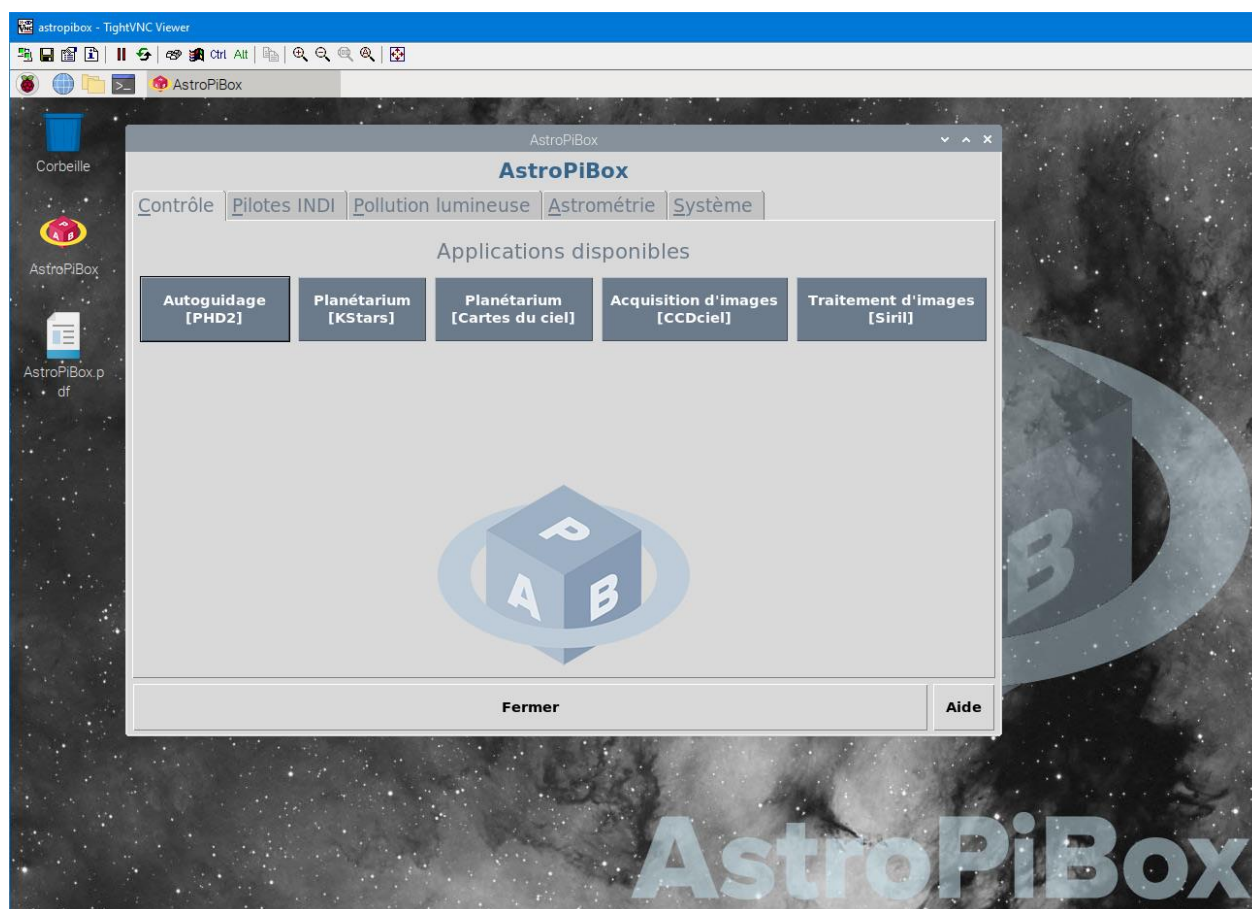 astropibox - TightVNC Viewer
Ctrl Alt
AstroPiBox
Corbeille
AstroPiBox
AstroPiBox.p
df
AstroPiBox
AstroPiBox
Contrôle Pilotes INDI Pollution lumineuse Astrométrie Système
Applications disponibles
Autoguidage
[PHD2]
Planétarium
[KStars]
Planétarium
[Cartes du ciel]
Acquisition d'images
[CCDciel]
Traitement d'images
[Siril]
P
A B
B
Fermer Aide
AstroPiBox